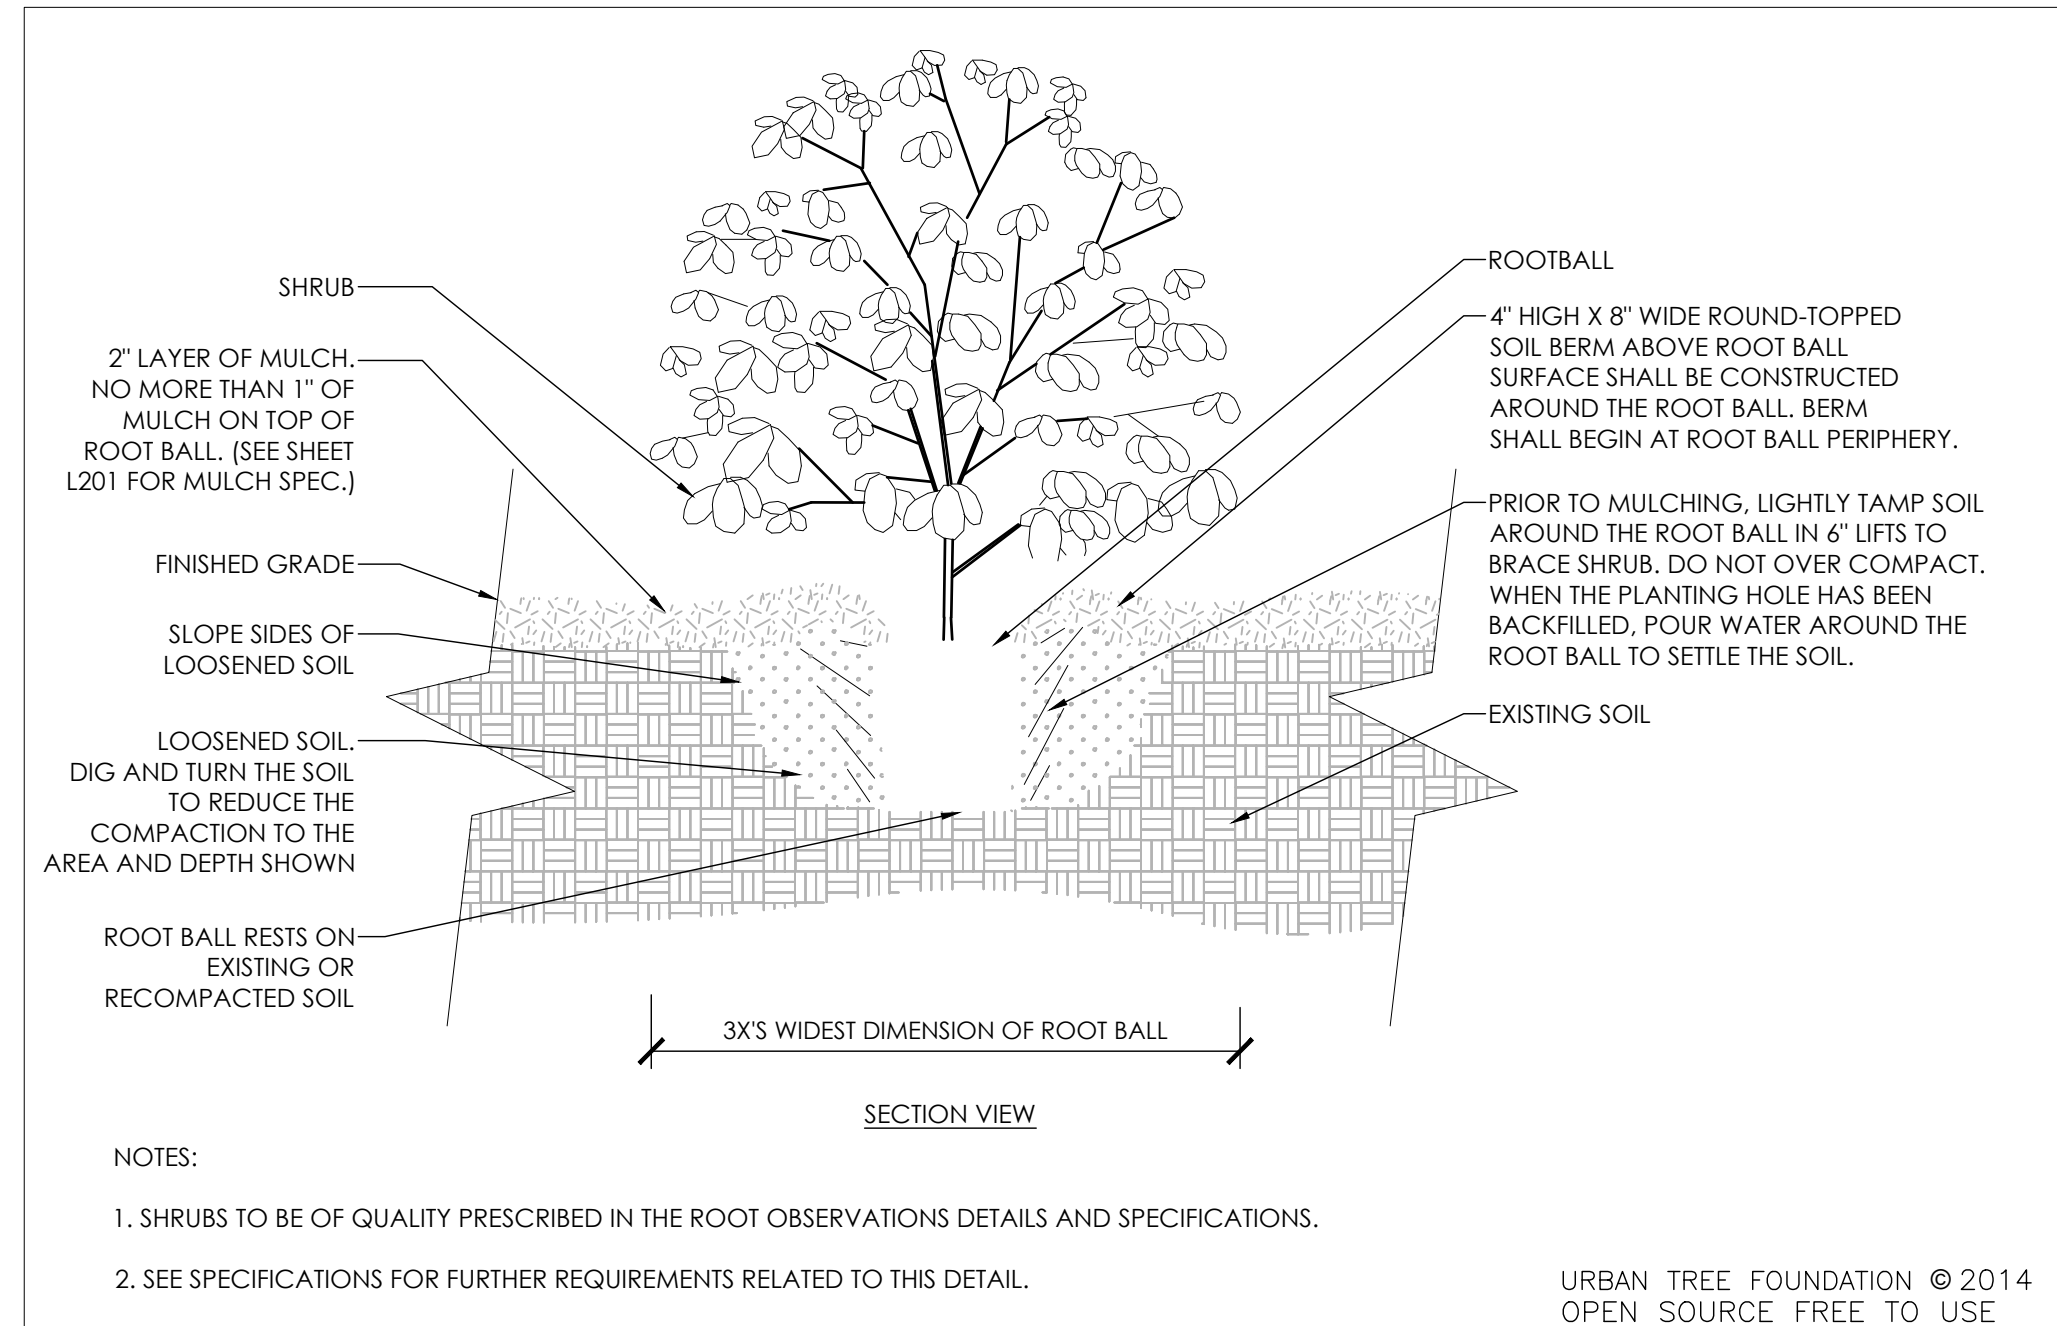 SHRUB
2" LAYER OF MULCH.
NO MORE THAN 1" OF
MULCH ON TOP OF
ROOT BALL. (SEE SHEET
L201 FOR MULCH SPEC.)
FINISHED GRADE
SLOPE SIDES OF
LOOSENED SOIL
LOOSENED SOIL.
DIG AND TURN THE SOIL
TO REDUCE THE
COMPACTION TO THE
AREA AND DEPTH SHOWN
ROOT BALL RESTS ON
EXISTING OR
RECOMPACTED SOIL
ROOTBALL
4" HIGH X 8" WIDE ROUND-TOPPED
SOIL BERM ABOVE ROOT BALL
SURFACE SHALL BE CONSTRUCTED
AROUND THE ROOT BALL. BERM
SHALL BEGIN AT ROOT BALL PERIPHERY.
PRIOR TO MULCHING, LIGHTLY TAMP SOIL
AROUND THE ROOT BALL IN 6" LIFTS TO
BRACE SHRUB. DO NOT OVER COMPACT.
WHEN THE PLANTING HOLE HAS BEEN
BACKFILLED, POUR WATER AROUND THE
ROOT BALL TO SETTLE THE SOIL.
EXISTING SOIL
3X'S WIDEST DIMENSION OF ROOT BALL
SECTION VIEW
NOTES:
1. SHRUBS TO BE OF QUALITY PRESCRIBED IN THE ROOT OBSERVATIONS DETAILS AND SPECIFICATIONS.
2. SEE SPECIFICATIONS FOR FURTHER REQUIREMENTS RELATED TO THIS DETAIL.
URBAN TREE FOUNDATION © 2014
OPEN SOURCE FREE TO USE